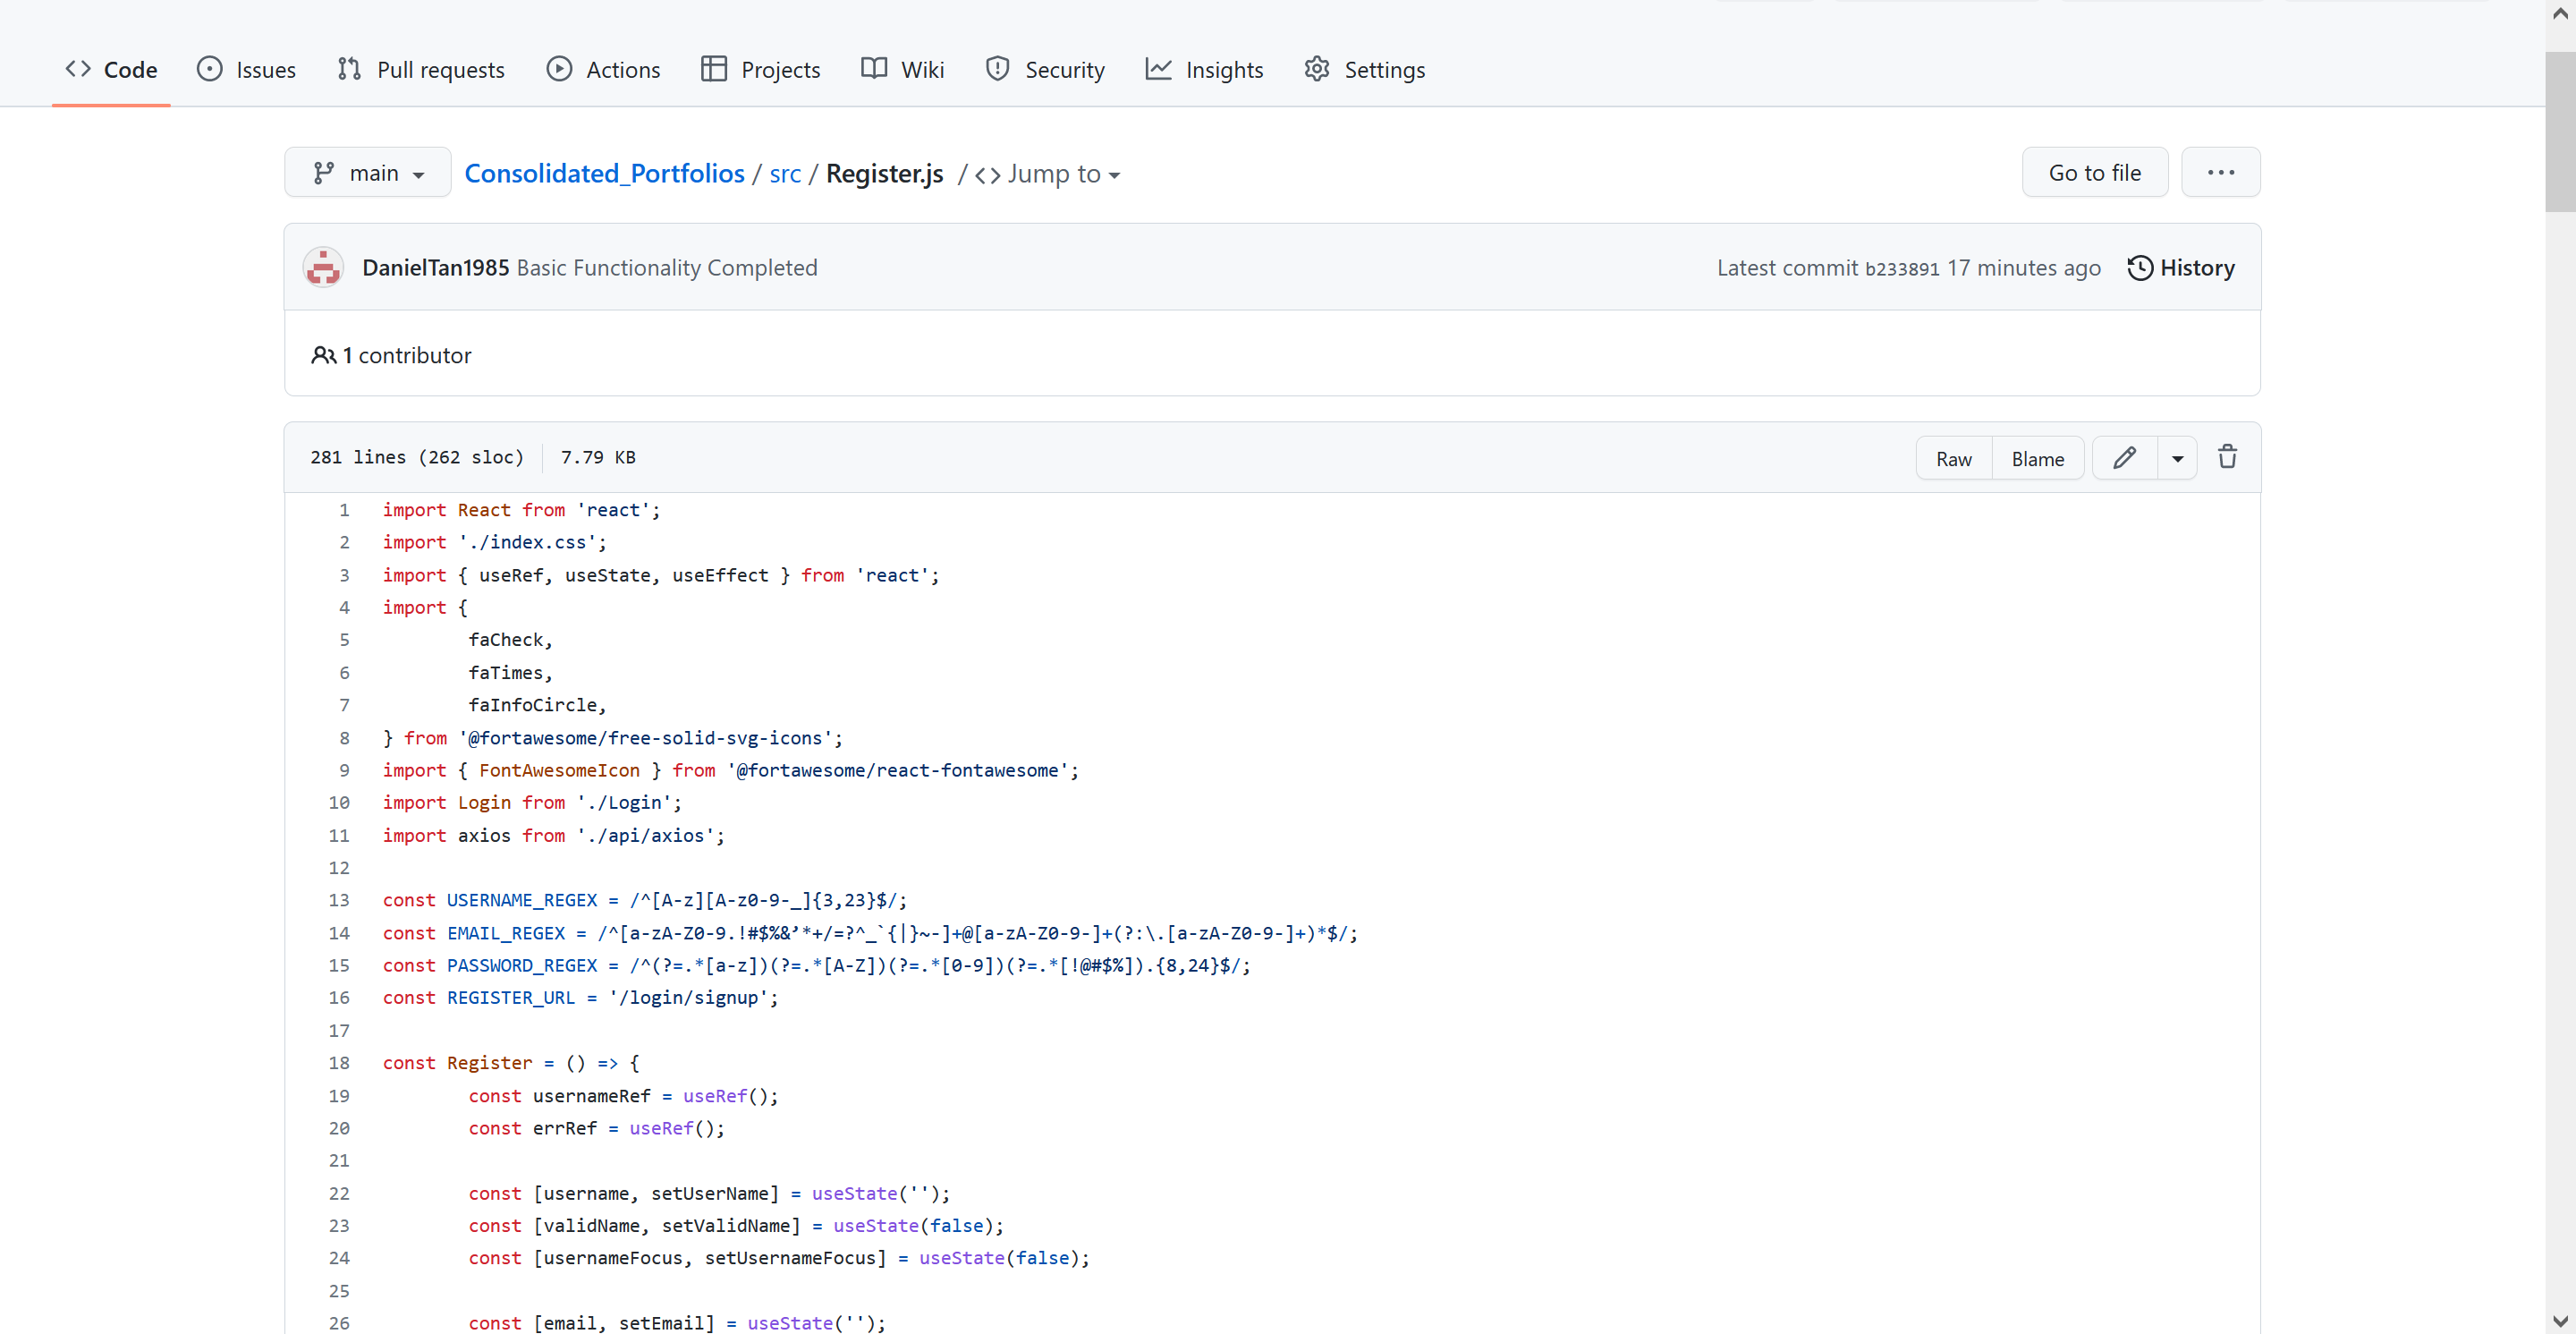 Code Issues Pull requests Actions Projects Wiki Security Insights Settings
main Consolidated_Portfolios / src / Register.js / <> Jump to Go to file ...
DanielTan1985 Basic Functionality Completed Latest commit b233891 17 minutes ago History
1 contributor
281 lines (262 sloc) 7.79 KB Raw Blame
1 import React from 'react';
2 import './index.css';
3 import { useRef, useState, useEffect } from 'react';
4 import {
5 faCheck,
6 faTimes,
7 faInfoCircle,
8 } from '@fortawesome/free-solid-svg-icons';
9 import { FontAwesomeIcon } from '@fortawesome/react-fontawesome';
10 import Login from './Login';
11 import axios from './api/axios';
12
13 const USERNAME_REGEX = /^[A-z][A-z0-9-_]{3,23}$/;
14 const EMAIL_REGEX = /^[a-zA-Z0-9.!#$%&’*+/=?^_`{|}~-]+@[a-zA-Z0-9-]+(?:\.[a-zA-Z0-9-]+)*$/;
15 const PASSWORD_REGEX = /^(?=.*[a-z])(?=.*[A-Z])(?=.*[0-9])(?=.*[!@#$%]).{8,24}$/;
16 const REGISTER_URL = '/login/signup';
17
18 const Register = () => {
19 const usernameRef = useRef();
20 const errRef = useRef();
21
22 const [username, setUserName] = useState('');
23 const [validName, setValidName] = useState(false);
24 const [usernameFocus, setUsernameFocus] = useState(false);
25
26 const [email, setEmail] = useState('');